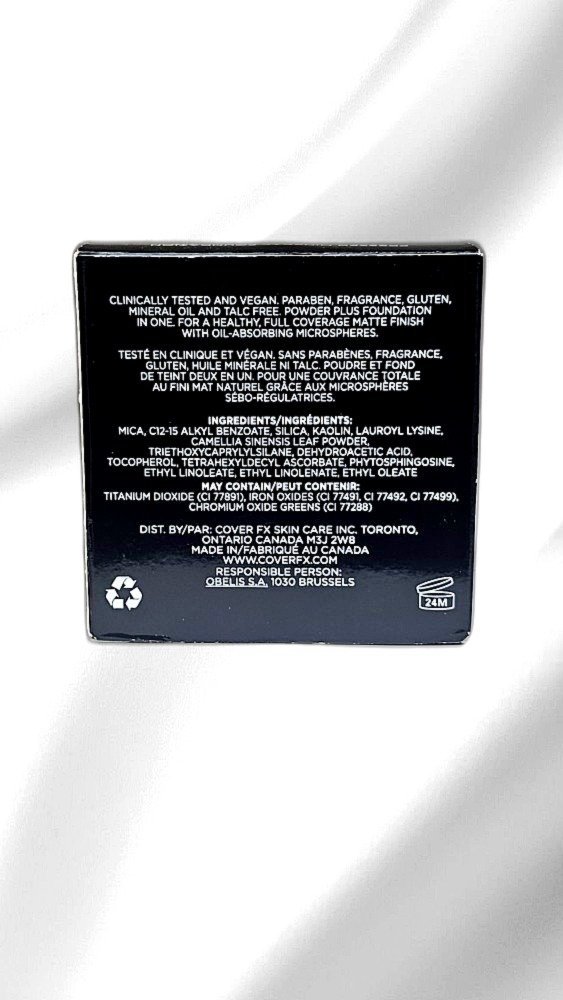 CLINICALLY TESTED AND VEGAN. PARABEN, FRAGRANCE, GLUTEN,
MINERAL OIL AND TALC FREE. POWDER PLUS FOUNDATION
IN ONE. FOR A HEALTHY, FULL COVERAGE MATTE FINISH
WITH OIL-ABSORBING MICROSPHERES.
TESTÉ EN CLINIQUE ET VÉGAN. SANS PARABÈNES, FRAGRANCE,
GLUTEN, HUILE MINÉRALE NI TALC. POUDRE ET FOND
DE TEINT DEUX EN UN. POUR UNE COUVRANCE TOTALE
AU FINI MAT NATUREL GRÂCE AUX MICROSPHÈRES
SÉBO-RÉGULATRICES.
INGREDIENTS/INGRÉDIENTS:
MICA, C12-15 ALKYL BENZOATE, SILICA, KAOLIN, LAUROYL LYSINE,
CAMELLIA SINENSIS LEAF POWDER,
TRIETHOXYCAPRYLYLSILANE, DEHYDROACETIC ACID,
TOCOPHEROL, TETRAHEXYLDECYL ASCORBATE, PHYTOSPHINGOSINE,
ETHYL LINOLEATE, ETHYL LINOLENATE, ETHYL OLEATE
MAY CONTAIN/PEUT CONTENIR:
TITANIUM DIOXIDE (CI 77891), IRON OXIDES (CI 77491, CI 77492, CI 77499),
CHROMIUM OXIDE GREENS (CI 77288)
DIST. BY/PAR: COVER FX SKIN CARE INC. TORONTO,
ONTARIO CANADA M3J 2W8
MADE IN/FABRIQUÉ AU CANADA
WWW.COVERFX.COM
RESPONSIBLE PERSON:
OBELIS S.A. 1030 BRUSSELS
24M